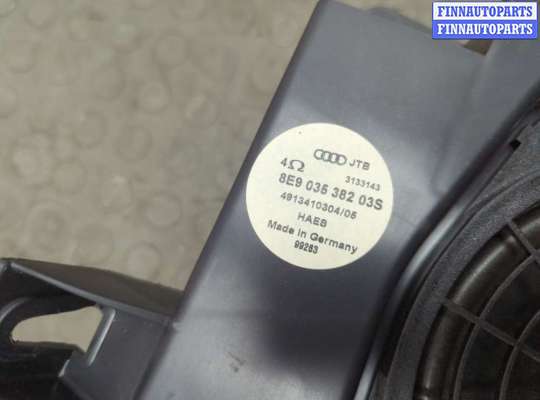 FINNAUTOPARTS
FINNAUTOPARTS
JTB
4Ω 3133143
8E9 035 382 03S
4913410304/05
HAES
Made in Germany
99283